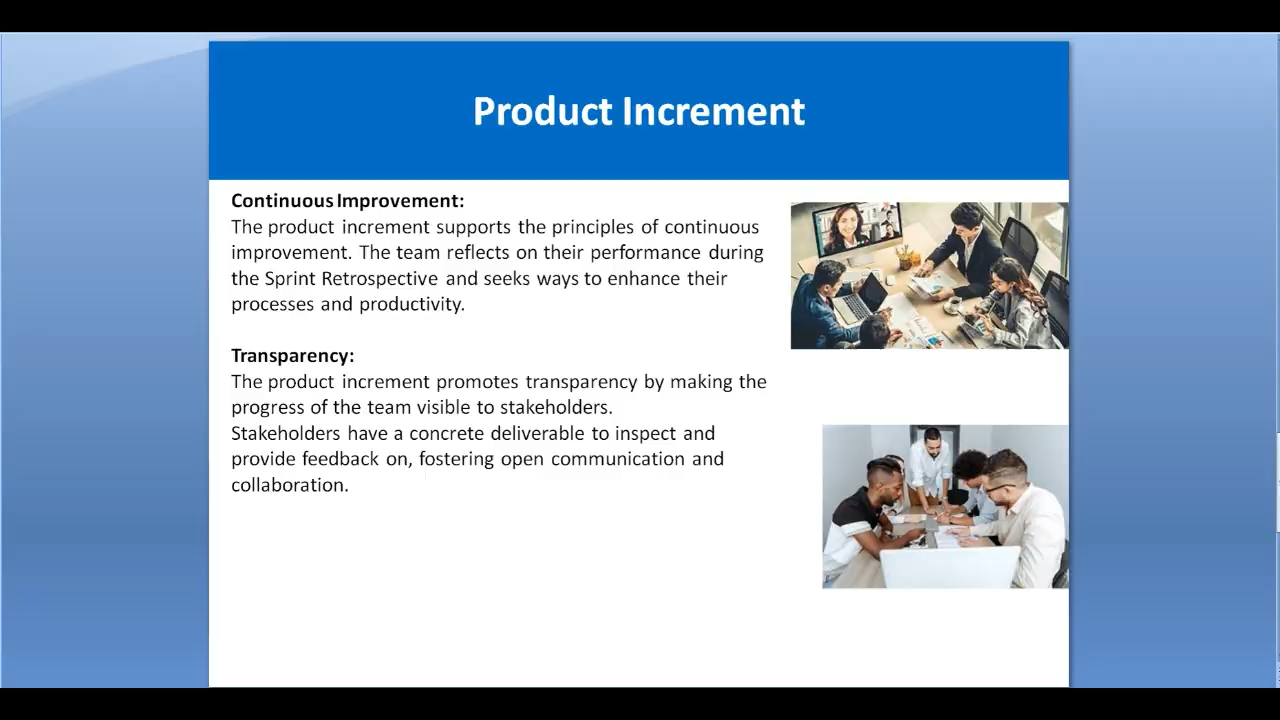 Product Increment
Continuous Improvement:
The product increment supports the principles of continuous
improvement. The team reflects on their performance during
the Sprint Retrospective and seeks ways to enhance their
processes and productivity.
Transparency:
The product increment promotes transparency by making the
progress of the team visible to stakeholders.
Stakeholders have a concrete deliverable to inspect and
provide feedback on, fostering open communication and
collaboration.